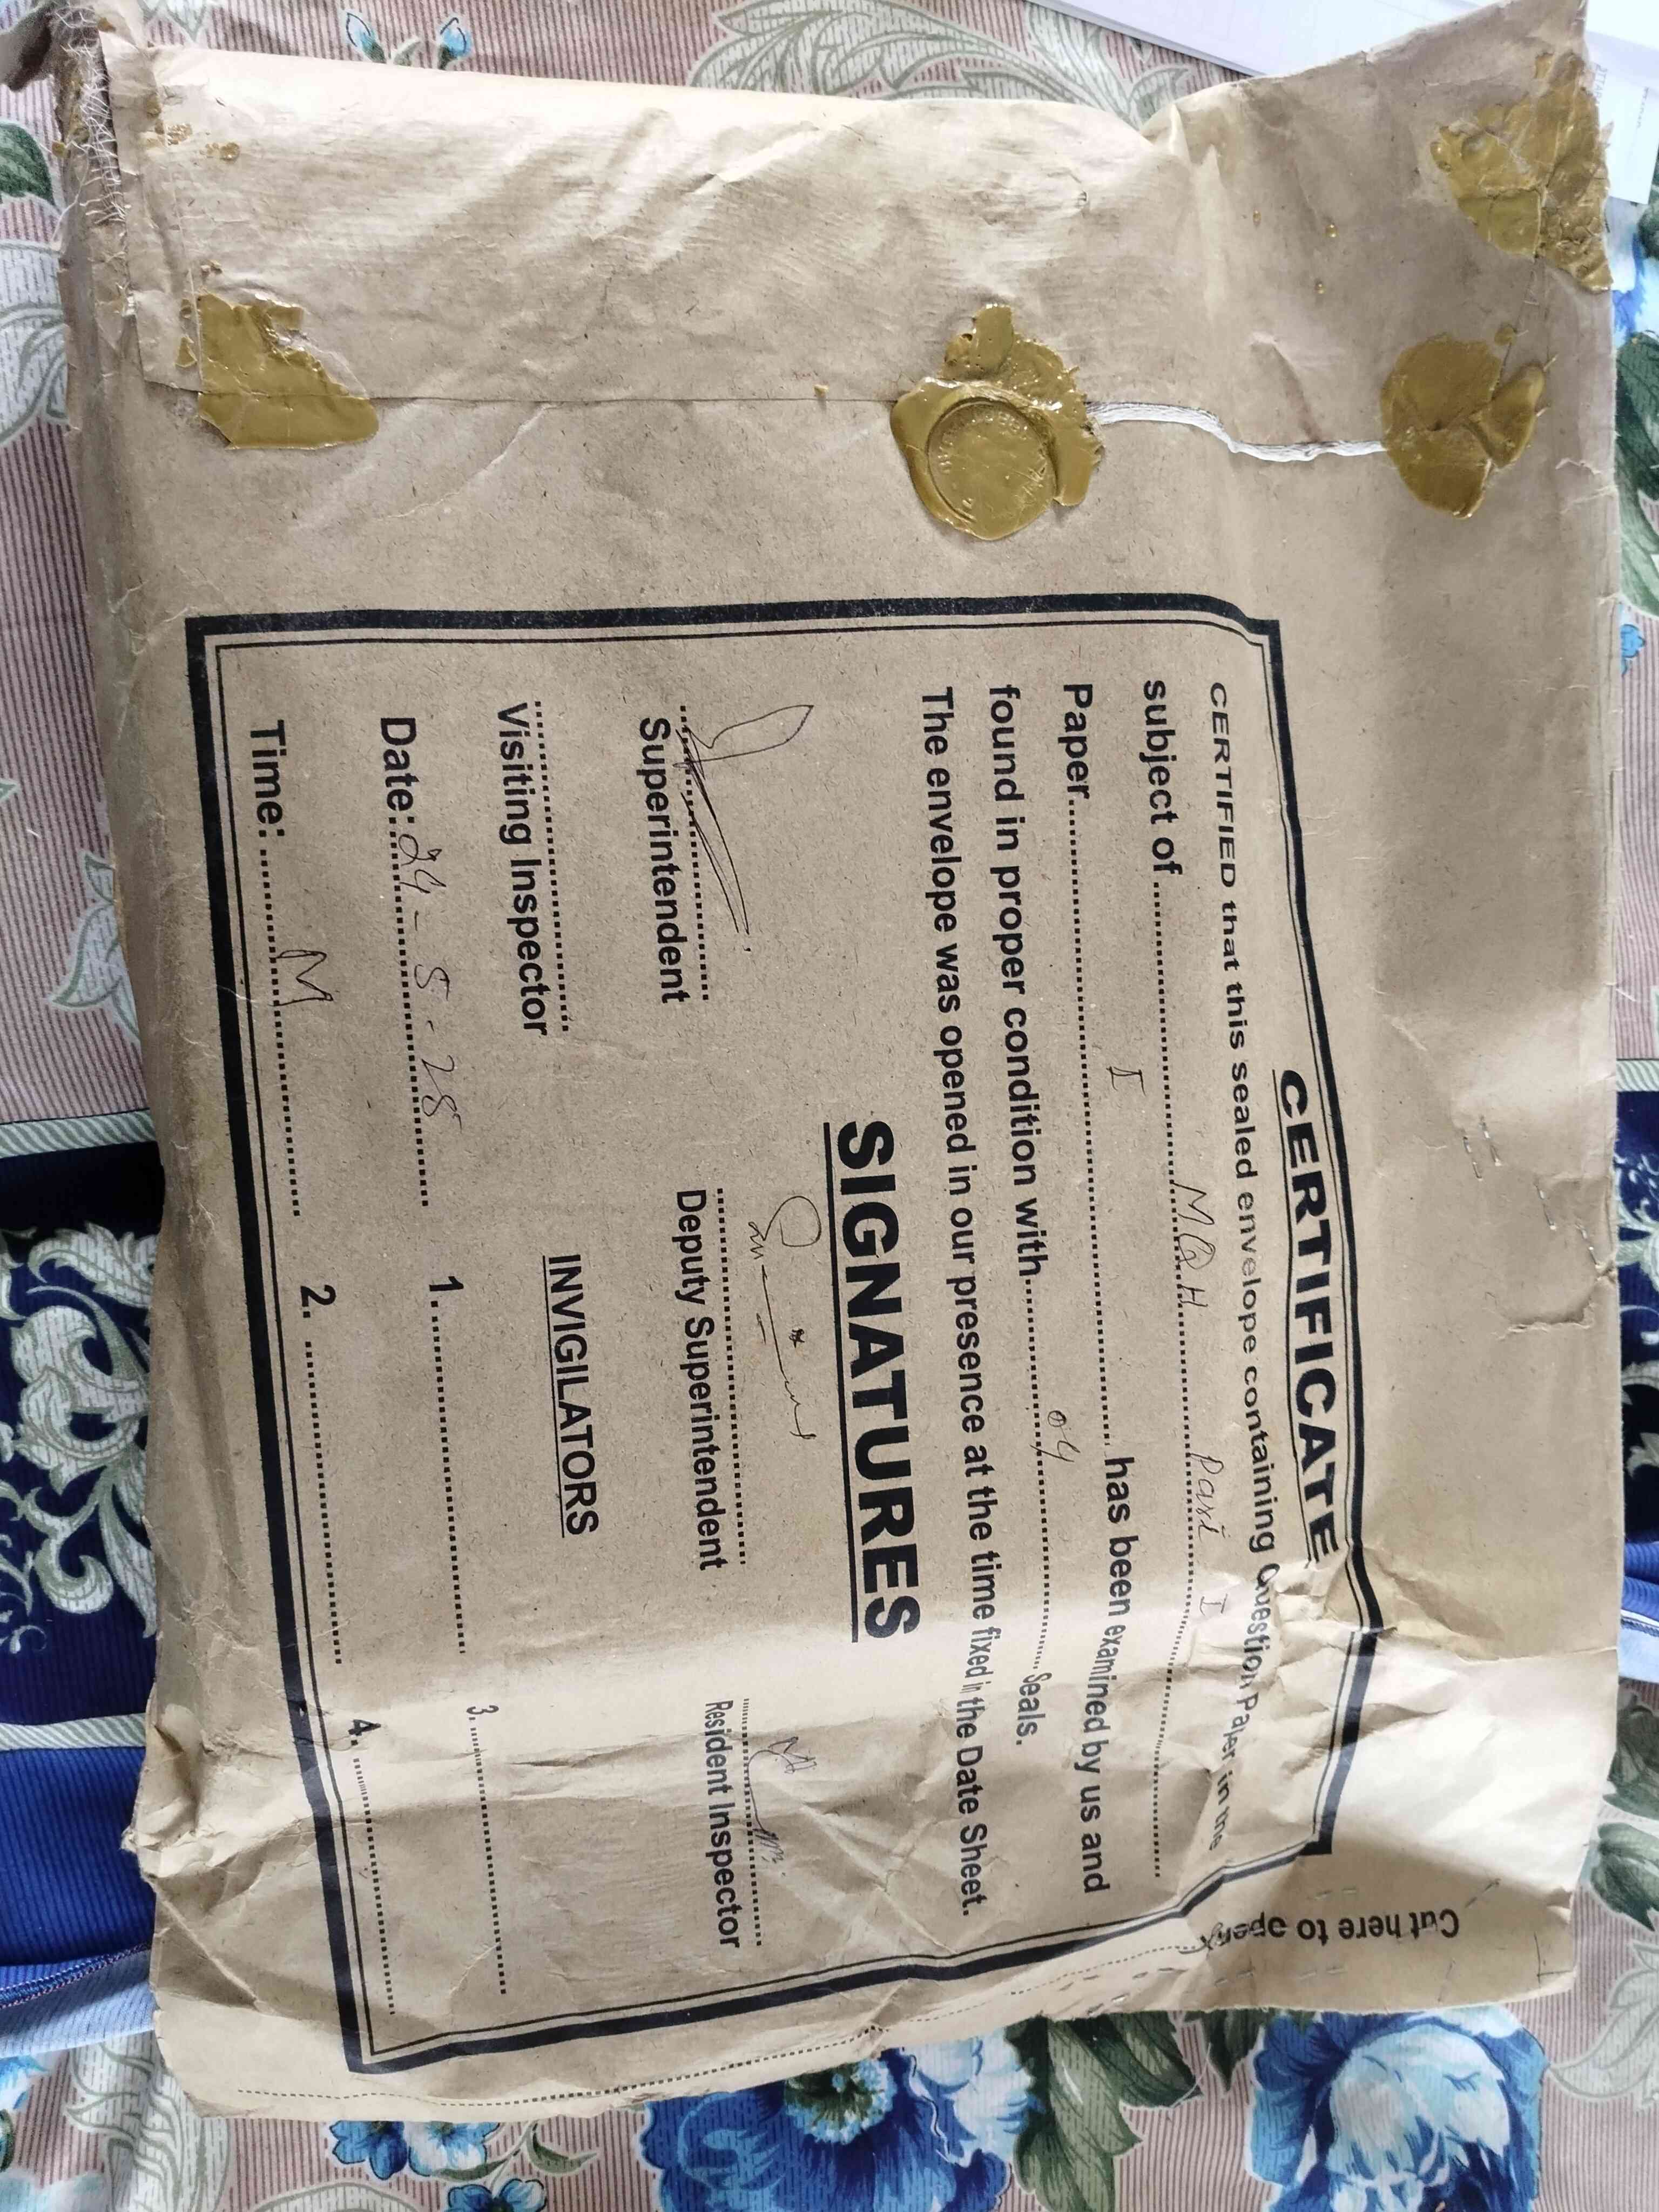 CERTIFICATE
CERTIFIED that this sealed envelope containing Question Paper in the
subject of M.Q.H Part I
Paper I has been examined by us and
found in proper condition with 04 Seals.
The envelope was opened in our presence at the time fixed in the Date Sheet.
SIGNATURES
Superintendent Deputy Superintendent Resident Inspector
Visiting Inspector INVIGILATORS
Date: 24-5-28 1. 3.
Time: M 2. 4.
Cut here to open